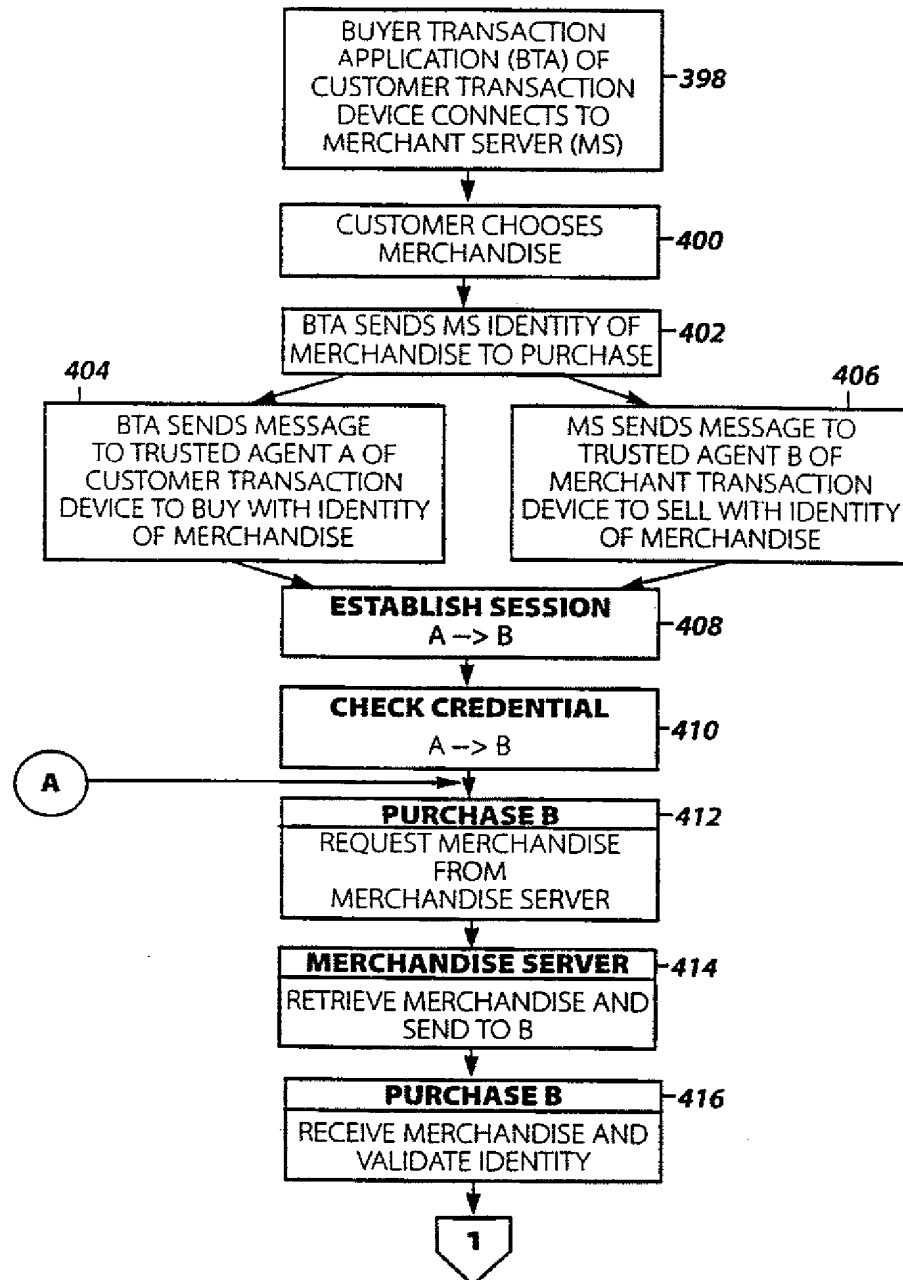 BUYER TRANSACTION
APPLICATION (BTA) OF
CUSTOMER TRANSACTION
DEVICE CONNECTS TO
MERCHANT SERVER (MS)
398
CUSTOMER CHOOSES
MERCHANDISE
400
BTA SENDS MS IDENTITY OF
MERCHANDISE TO PURCHASE
402
404
BTA SENDS MESSAGE
TO TRUSTED AGENT A OF
CUSTOMER TRANSACTION
DEVICE TO BUY WITH IDENTITY
OF MERCHANDISE
406
MS SENDS MESSAGE TO
TRUSTED AGENT B OF
MERCHANT TRANSACTION
DEVICE TO SELL WITH IDENTITY
OF MERCHANDISE
ESTABLISH SESSION
A --> B
408
CHECK CREDENTIAL
A --> B
410
A
PURCHASE B
412
REQUEST MERCHANDISE
FROM
MERCHANDISE SERVER
MERCHANDISE SERVER
414
RETRIEVE MERCHANDISE AND
SEND TO B
PURCHASE B
416
RECEIVE MERCHANDISE AND
VALIDATE IDENTITY
1